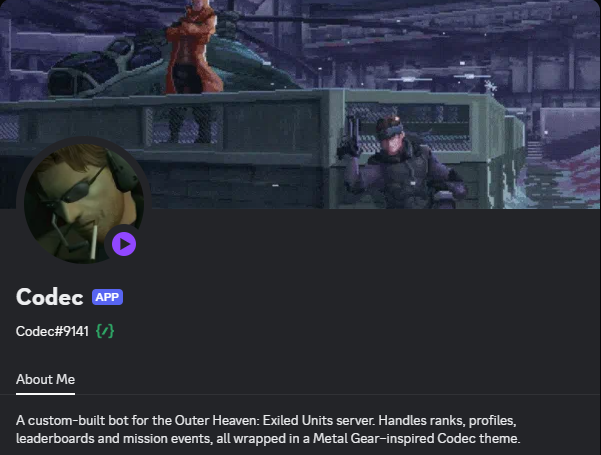 Codec APP
Codec#9141 {/}
About Me
A custom-built bot for the Outer Heaven: Exiled Units server. Handles ranks, profiles,
leaderboards and mission events, all wrapped in a Metal Gear–inspired Codec theme.